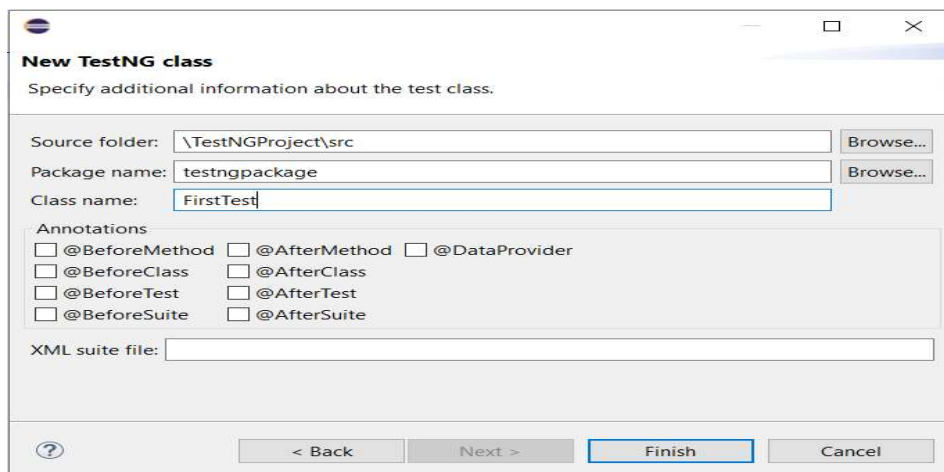 New TestNG class
Specify additional information about the test class.
Source folder: \TestNGProject\src Browse...
Package name: testngpackage Browse...
Class name: FirstTest
Annotations
@BeforeMethod @AfterMethod @DataProvider
@BeforeClass @AfterClass
@BeforeTest @AfterTest
@BeforeSuite @AfterSuite
XML suite file:
? < Back Next > Finish Cancel